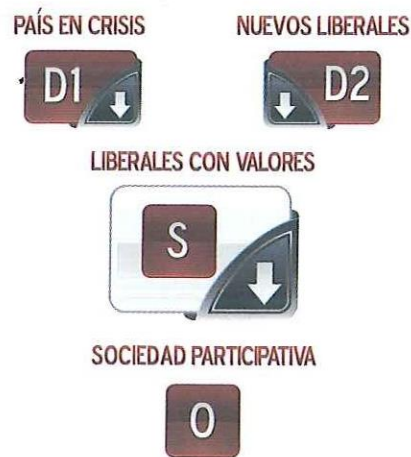 PAÍS EN CRISIS NUEVOS LIBERALES
D1 D2
LIBERALES CON VALORES
S
SOCIEDAD PARTICIPATIVA
O